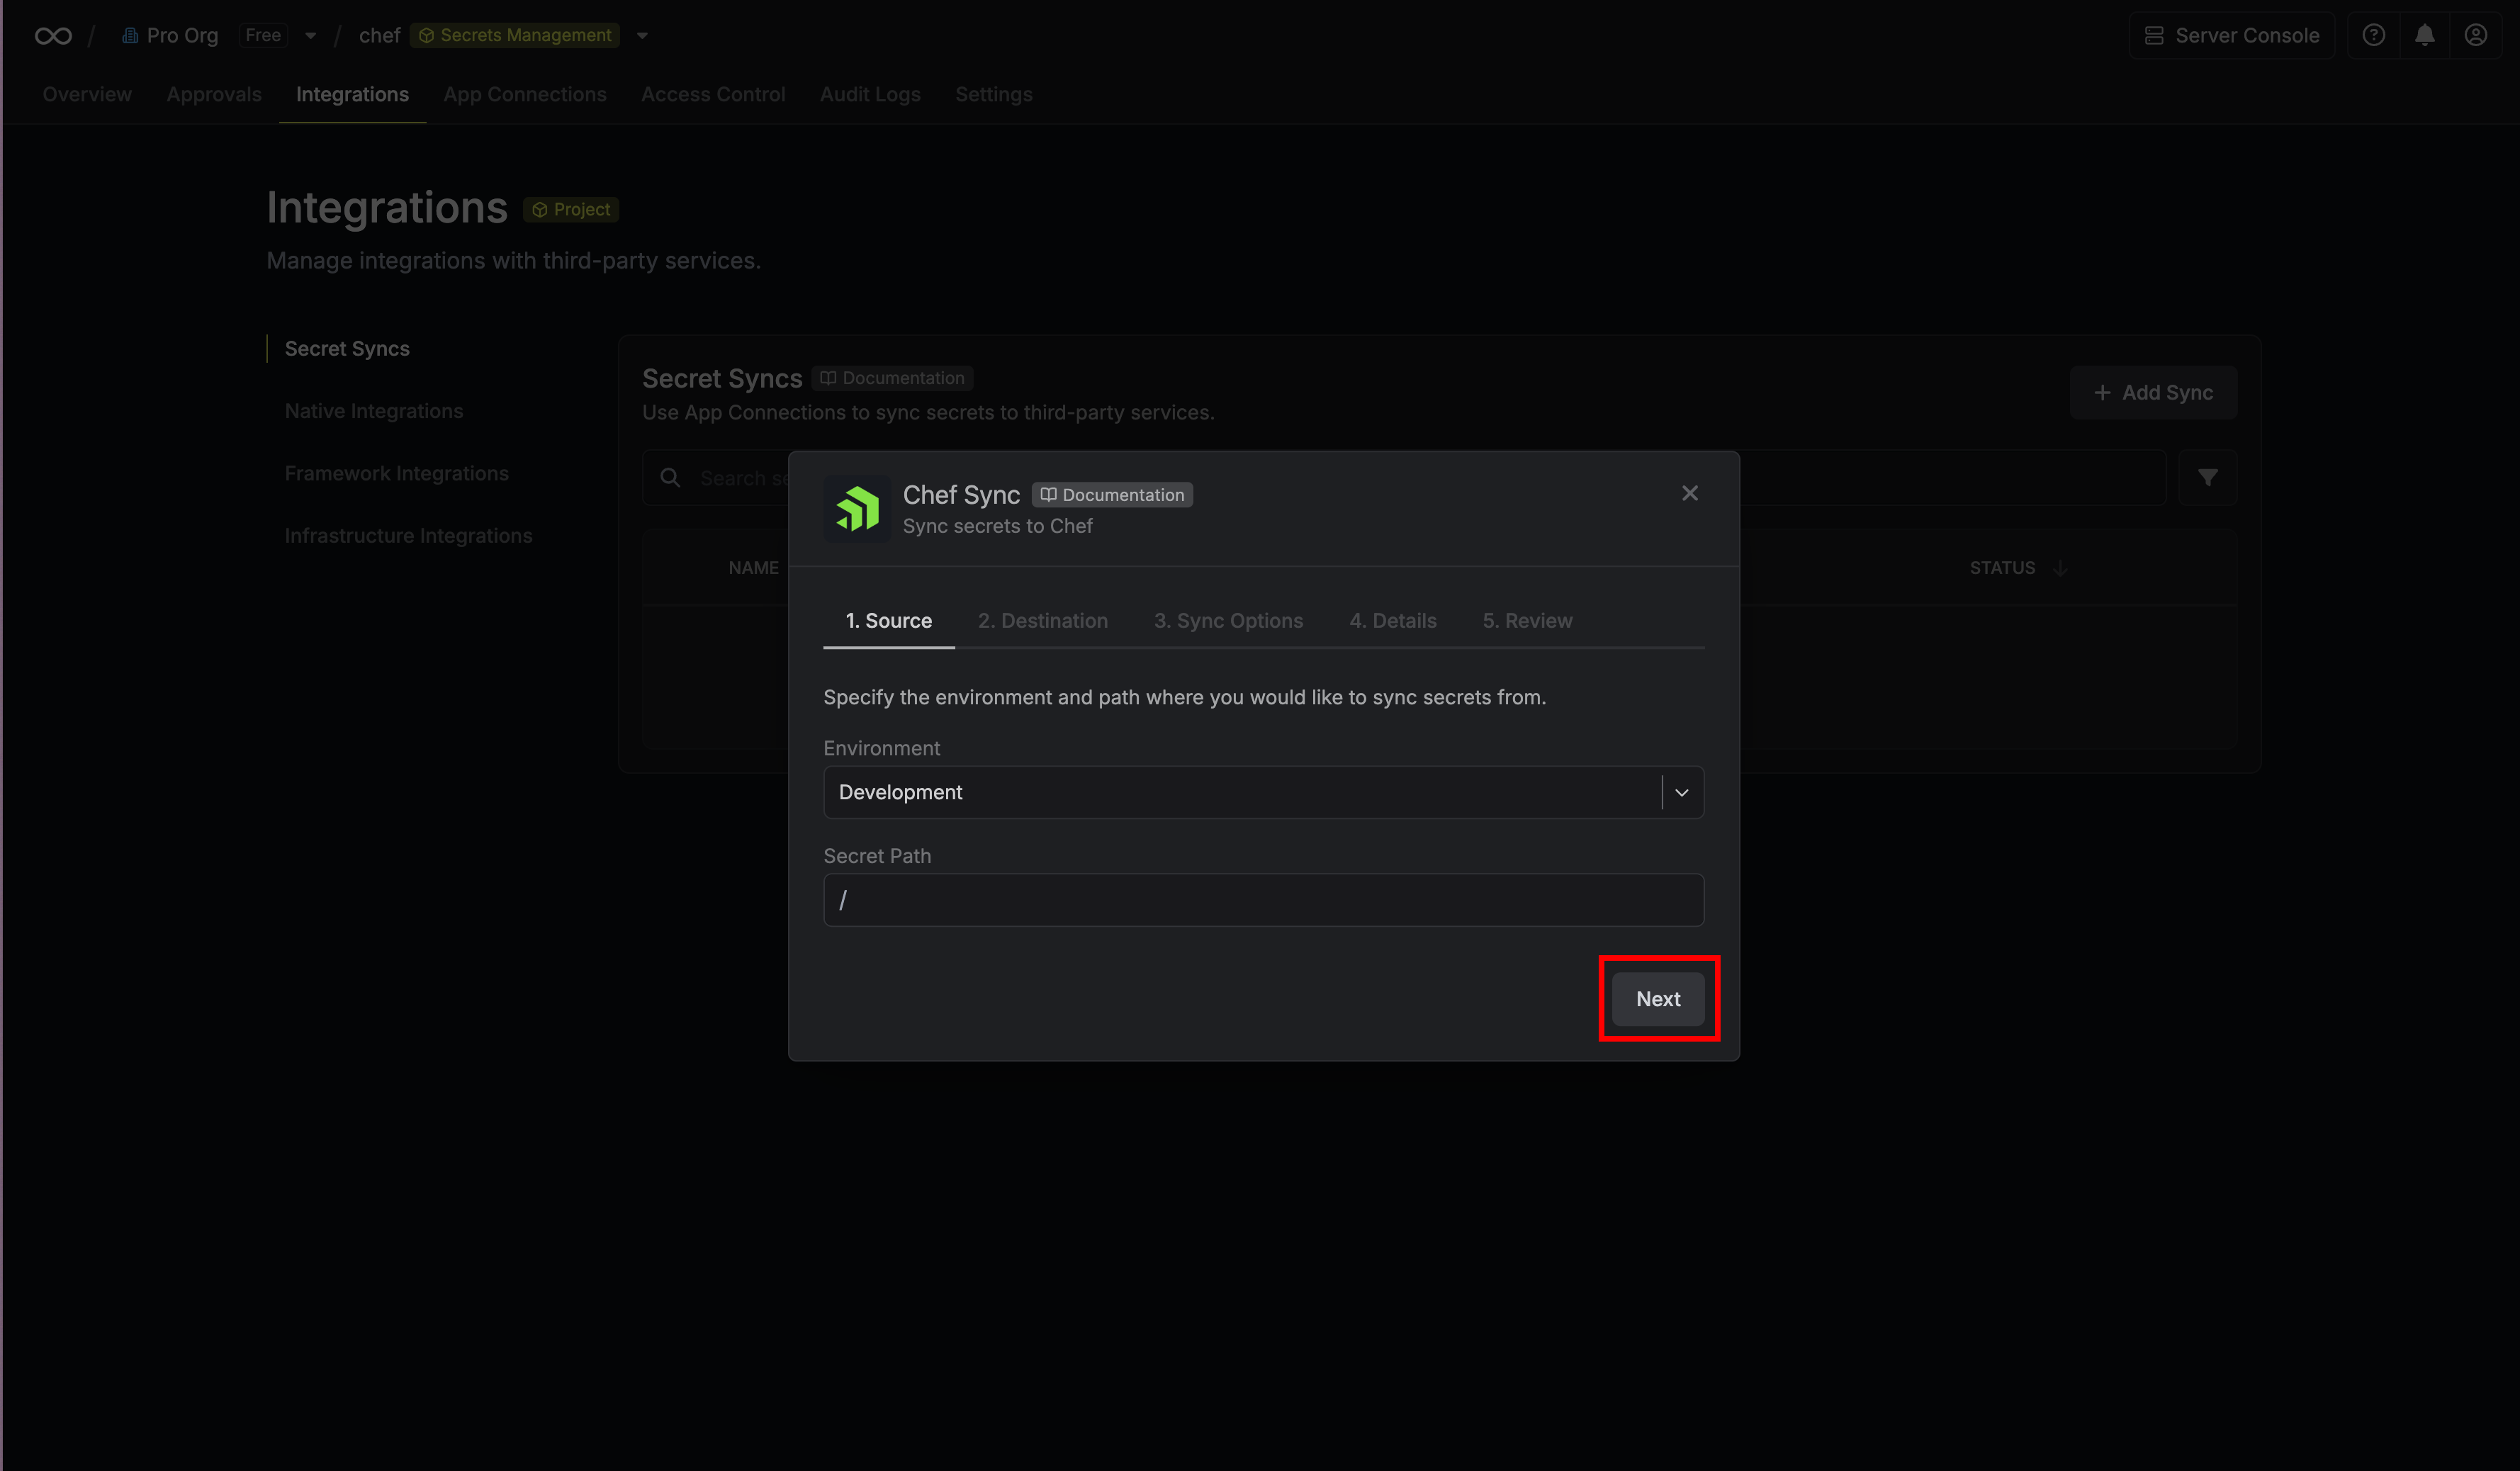 / Pro Org Free / chef Secrets Management Server Console
Overview Approvals Integrations App Connections Access Control Audit Logs Settings
Integrations Project
Manage integrations with third-party services.
Secret Syncs
Native Integrations
Framework Integrations
Infrastructure Integrations
Secret Syncs Documentation
Use App Connections to sync secrets to third-party services.
+ Add Sync
Search
NAME
STATUS
Chef Sync Documentation
Sync secrets to Chef
1. Source 2. Destination 3. Sync Options 4. Details 5. Review
Specify the environment and path where you would like to sync secrets from.
Environment
Development
Secret Path
/
Next